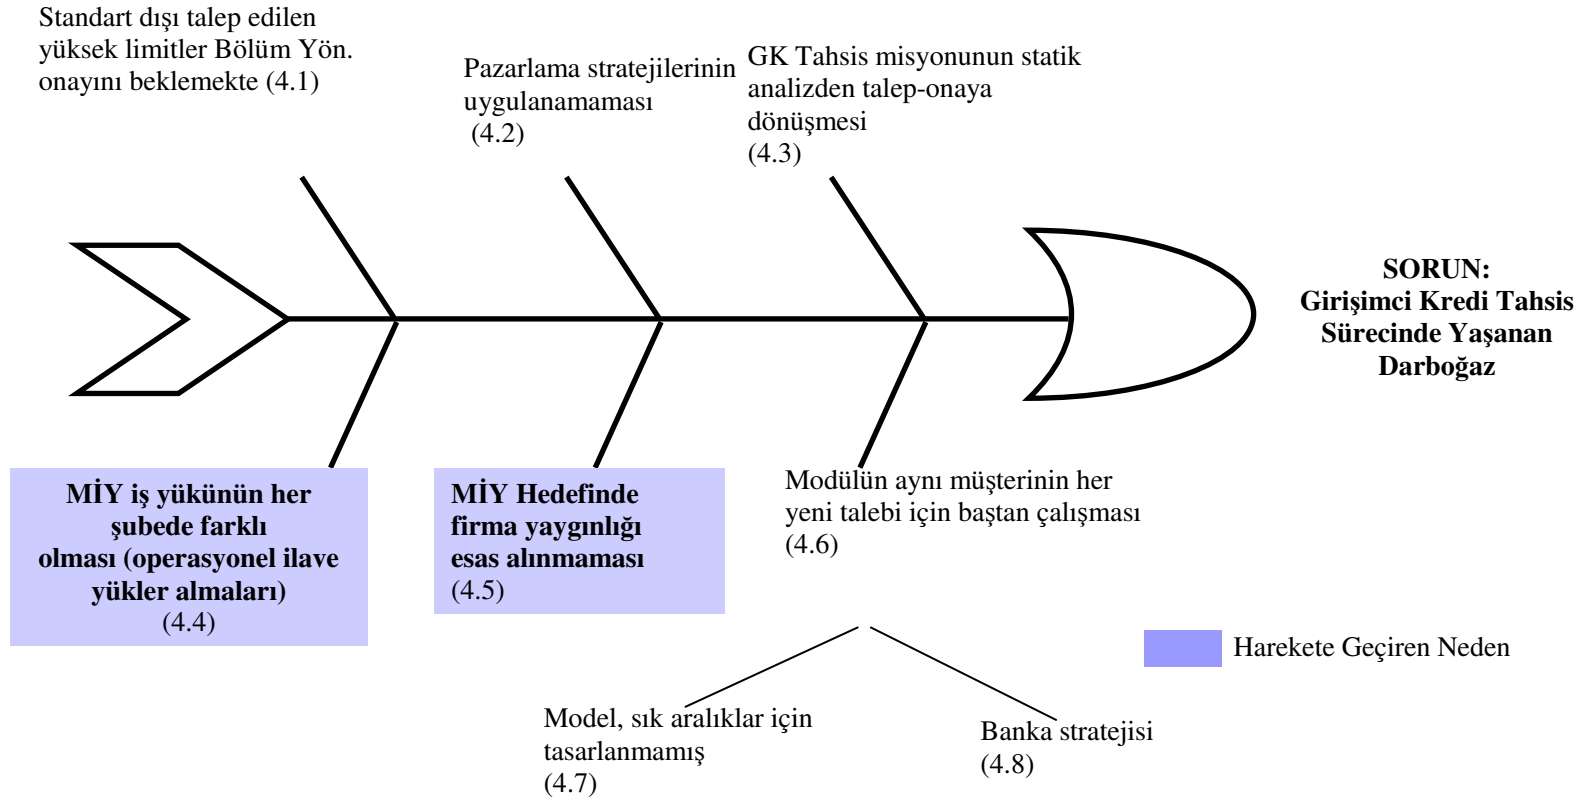 Standart dışı talep edilen
yüksek limitler Bölüm Yön.
onayını beklemekte (4.1)
Pazarlama stratejilerinin
uygulanamaması
(4.2)
GK Tahsis misyonunun statik
analizden talep-onaya
dönüşmesi
(4.3)
SORUN:
Girişimci Kredi Tahsis
Sürecinde Yaşanan
Darboğaz
MİY iş yükünün her
şubede farklı
olması (operasyonel ilave
yükler almaları)
(4.4)
MİY Hedefinde
firma yaygınlığı
esas alınmaması
(4.5)
Modülün aynı müşterinin her
yeni talebi için baştan çalışması
(4.6)
Harekete Geçiren Neden
Model, sık aralıklar için
tasarlanmamış
(4.7)
Banka stratejisi
(4.8)